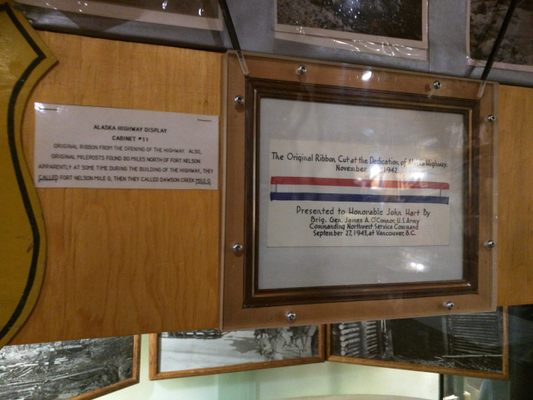 ALASKA HIGHWAY DISPLAY
CABINET #11
ORIGINAL RIBBON FROM THE OPENING OF THE HIGHWAY. ALSO,
ORIGINAL MILEPOSTS FOUND 80 MILES NORTH OF FORT NELSON
APPARENTLY AT SOME TIME DURING THE BUILDING OF THE HIGHWAY, THEY
CALLED FORT NELSON MILE 0, THEN THEY CALLED DAWSON CREEK MILE 0.
The Original Ribbon Cut at the Dedication of Highway.
November 1942
Presented to Honorable John Hart By
Brig. Gen. James A. O'Connor, U.S. Army
Commanding Northwest Service Command
September 27, 1943, at Vancouver, B.C.